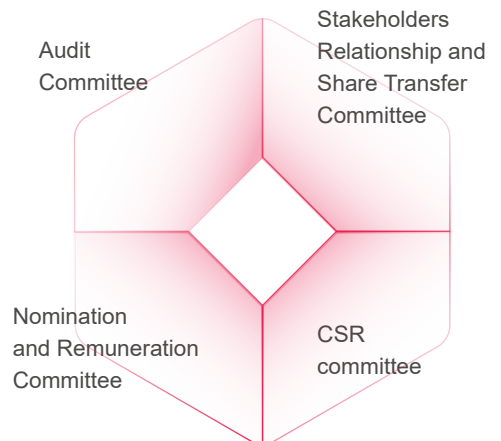 Audit
Committee
Stakeholders
Relationship and
Share Transfer
Committee
Nomination
and Remuneration
Committee
CSR
committee